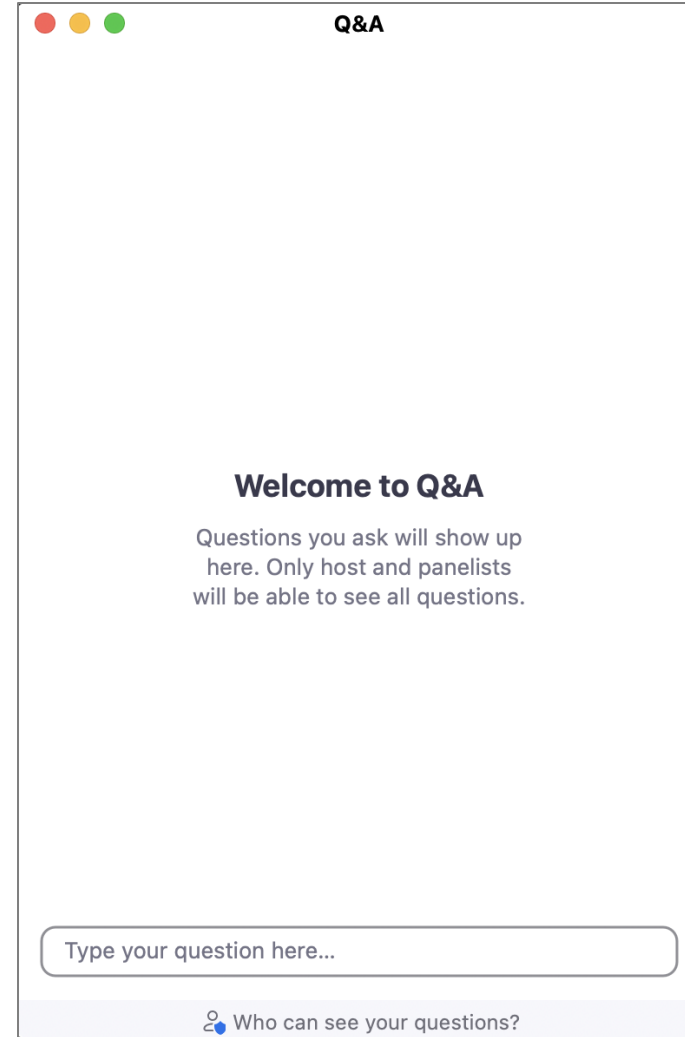 Q&A
Welcome to Q&A
Questions you ask will show up
here. Only host and panelists
will be able to see all questions.
Type your question here...
Who can see your questions?